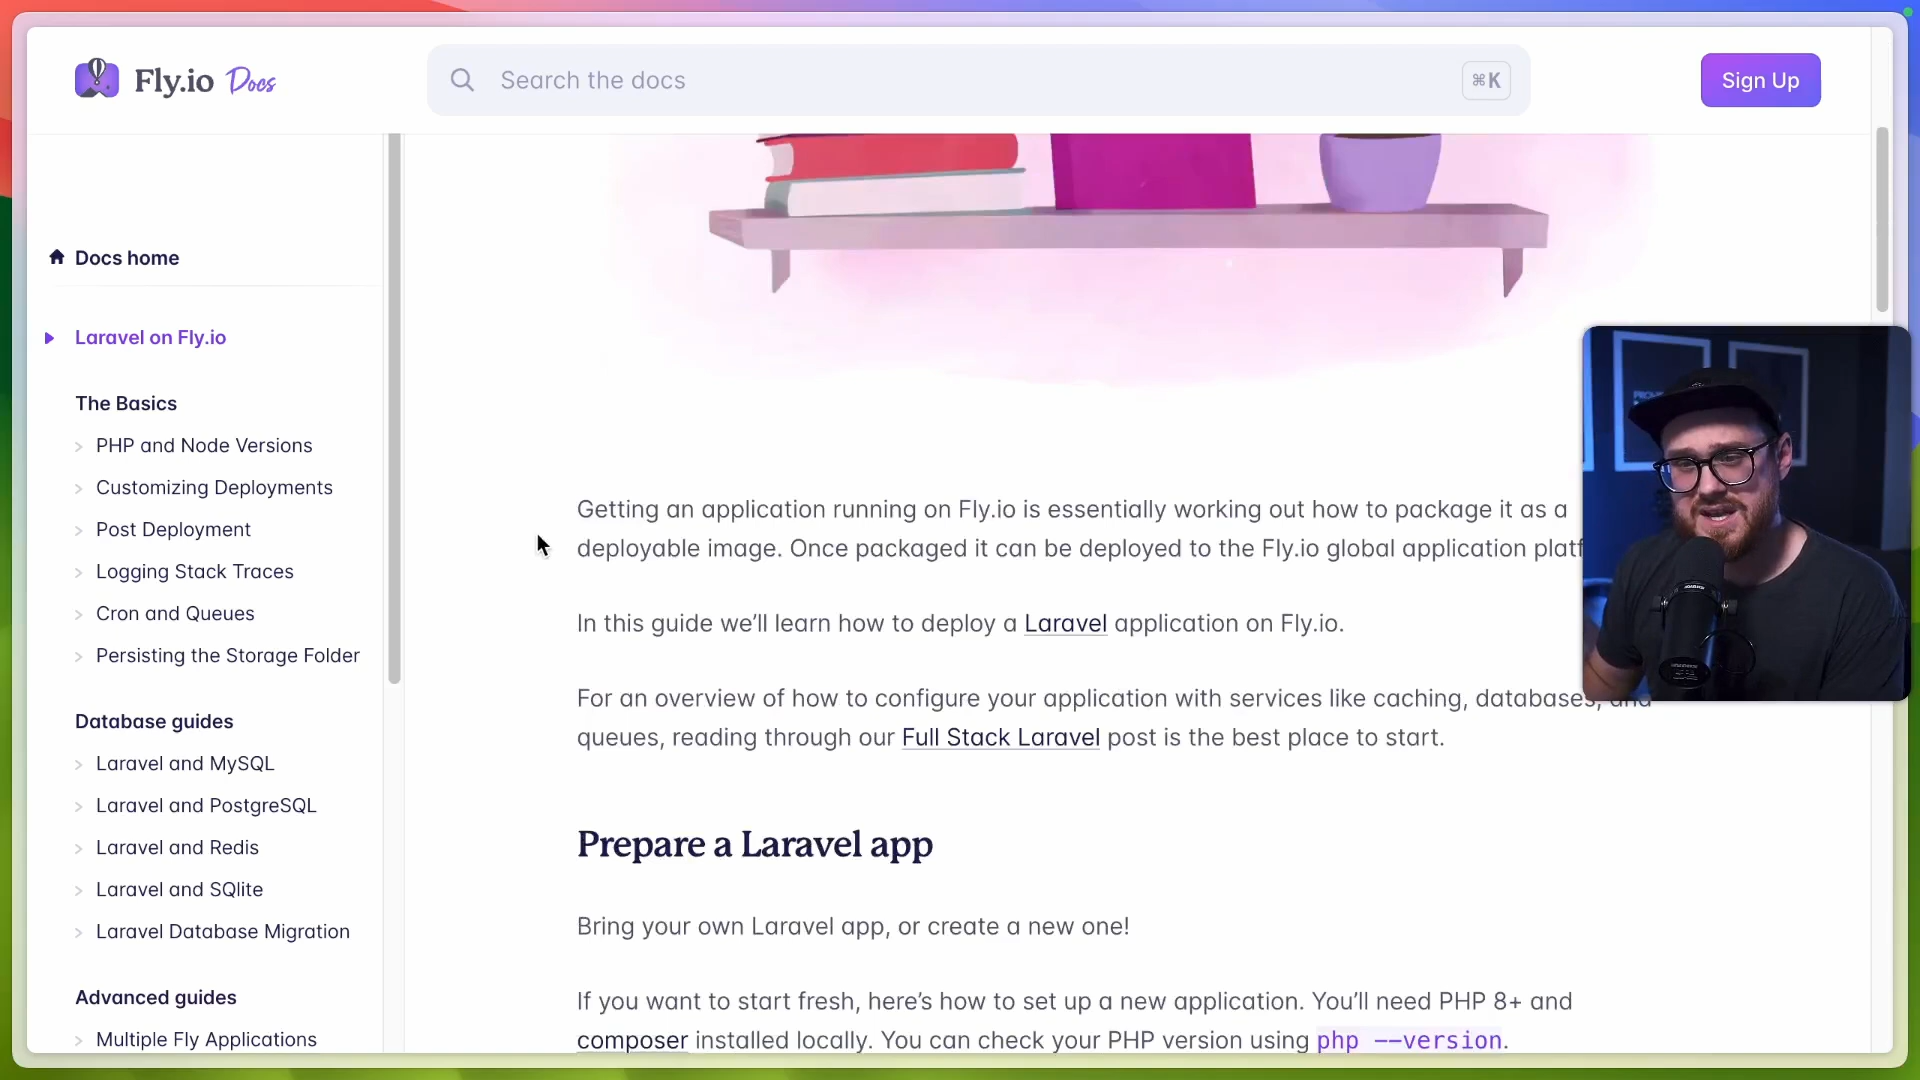 Fly.io Docs
Search the docs
⌘K
Sign Up
Docs home
Laravel on Fly.io
The Basics
PHP and Node Versions
Customizing Deployments
Post Deployment
Logging Stack Traces
Cron and Queues
Persisting the Storage Folder
Database guides
Laravel and MySQL
Laravel and PostgreSQL
Laravel and Redis
Laravel and SQlite
Laravel Database Migration
Advanced guides
Multiple Fly Applications
Getting an application running on Fly.io is essentially working out how to package it as a
deployable image. Once packaged it can be deployed to the Fly.io global application
In this guide we’ll learn how to deploy a Laravel application on Fly.io.
For an overview of how to configure your application with services like caching, databases, and
queues, reading through our Full Stack Laravel post is the best place to start.
Prepare a Laravel app
Bring your own Laravel app, or create a new one!
If you want to start fresh, here’s how to set up a new application. You’ll need PHP 8+ and
composer installed locally. You can check your PHP version using php --version.